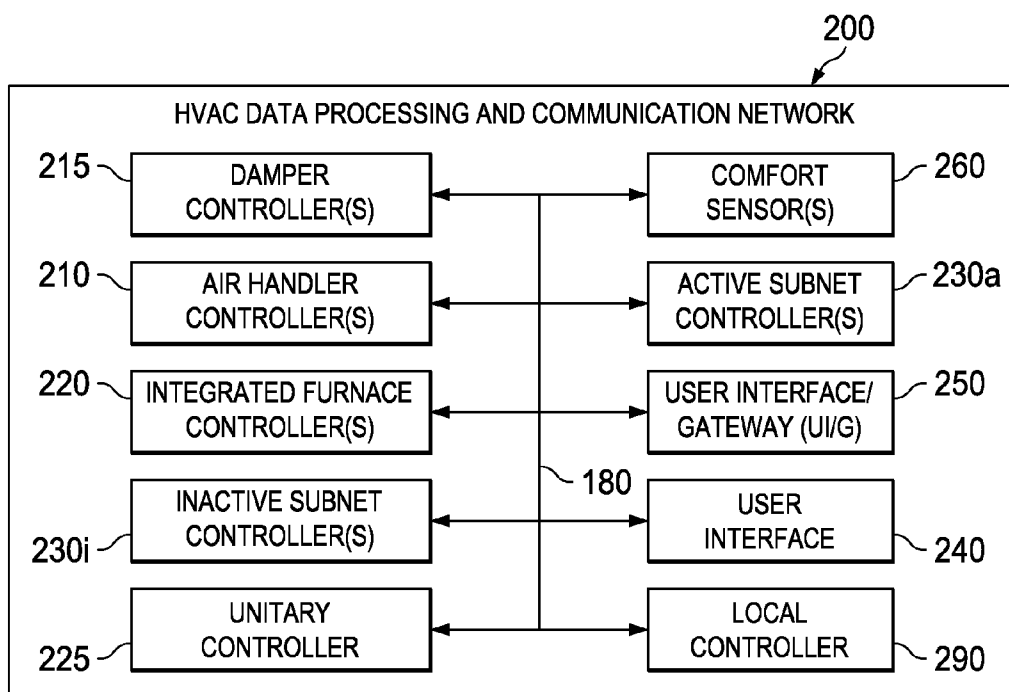 200
HVAC DATA PROCESSING AND COMMUNICATION NETWORK
215
DAMPER
CONTROLLER(S)
COMFORT
SENSOR(S)
260
210
AIR HANDLER
CONTROLLER(S)
ACTIVE SUBNET
CONTROLLER(S)
230a
220
INTEGRATED FURNACE
CONTROLLER(S)
USER INTERFACE/
GATEWAY (UI/G)
250
180
230i
INACTIVE SUBNET
CONTROLLER(S)
USER
INTERFACE
240
225
UNITARY
CONTROLLER
LOCAL
CONTROLLER
290